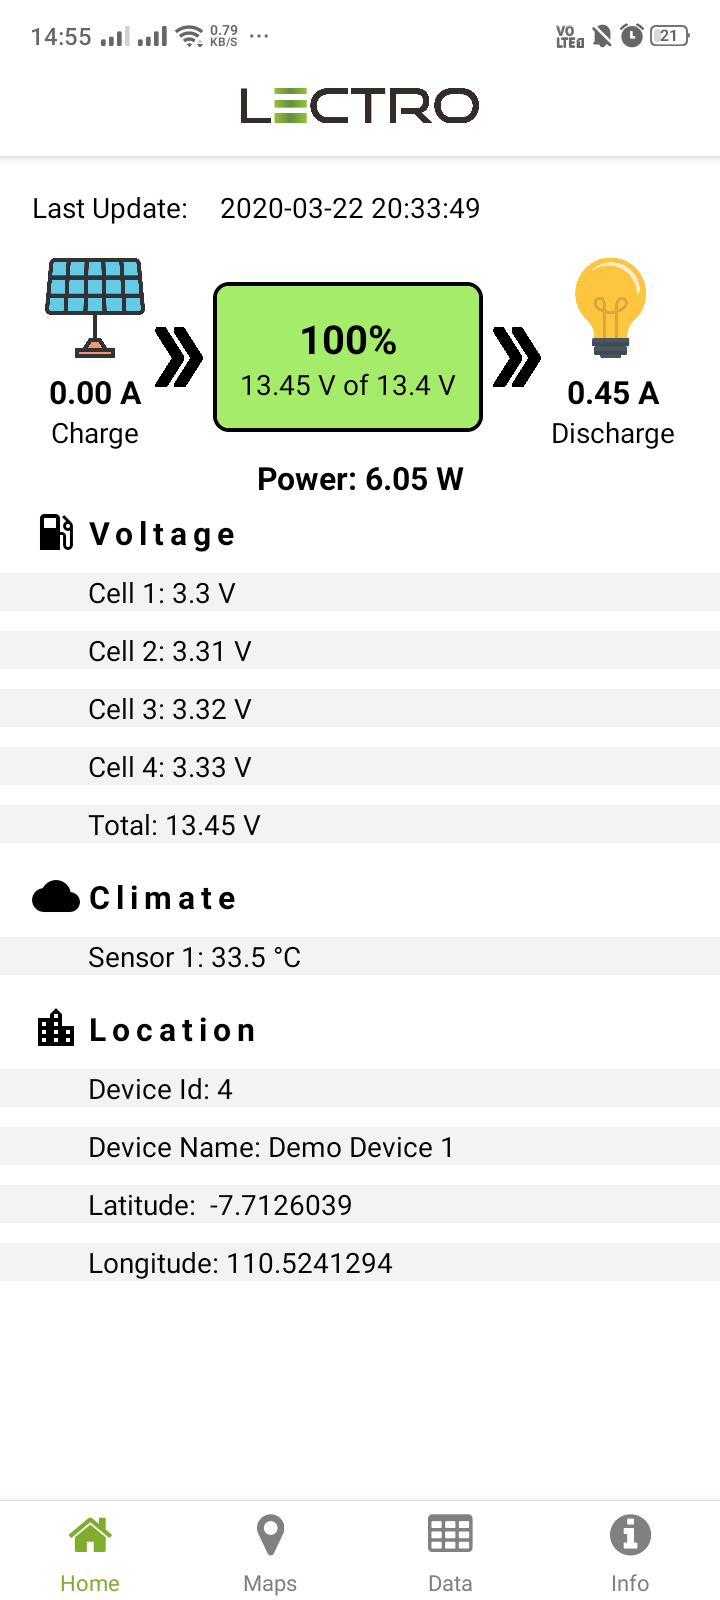 14:55 0.79 KB/S ... VO LTE 21
LECTRO
Last Update: 2020-03-22 20:33:49
100%
13.45 V of 13.4 V
0.00 A
0.45 A
Charge
Discharge
Power: 6.05 W
Voltage
Cell 1: 3.3 V
Cell 2: 3.31 V
Cell 3: 3.32 V
Cell 4: 3.33 V
Total: 13.45 V
Climate
Sensor 1: 33.5 °C
Location
Device Id: 4
Device Name: Demo Device 1
Latitude: -7.7126039
Longitude: 110.5241294
Home Maps Data Info